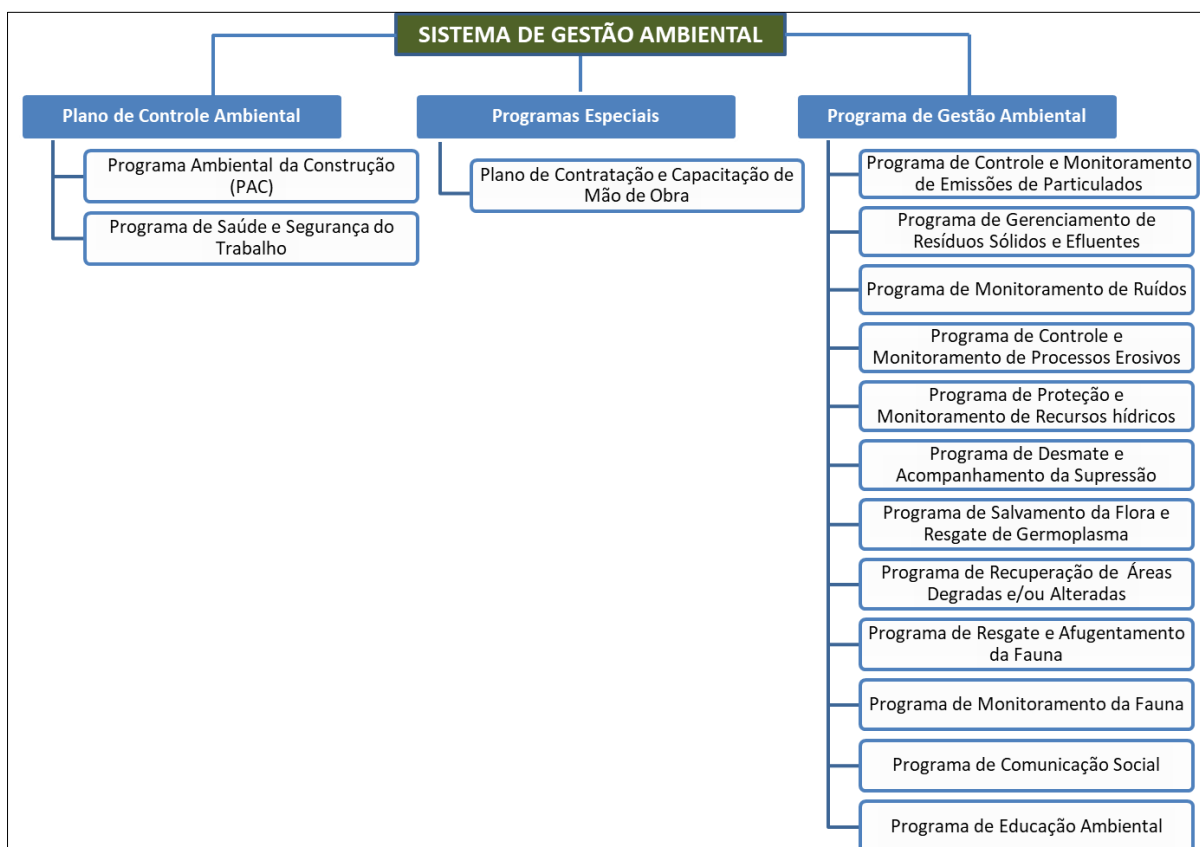 SISTEMA DE GESTÃO AMBIENTAL
Plano de Controle Ambiental
Programa Ambiental da Construção
(PAC)
Programa de Saúde e Segurança do
Trabalho
Programas Especiais
Plano de Contratação e Capacitação de
Mão de Obra
Programa de Gestão Ambiental
Programa de Controle e Monitoramento
de Emissões de Particulados
Programa de Gerenciamento de
Resíduos Sólidos e Efluentes
Programa de Monitoramento de Ruídos
Programa de Controle e
Monitoramento de Processos Erosivos
Programa de Proteção e
Monitoramento de Recursos hídricos
Programa de Desmate e
Acompanhamento da Supressão
Programa de Salvamento da Flora e
Resgate de Germoplasma
Programa de Recuperação de Áreas
Degradas e/ou Alteradas
Programa de Resgate e Afugentamento
da Fauna
Programa de Monitoramento da Fauna
Programa de Comunicação Social
Programa de Educação Ambiental